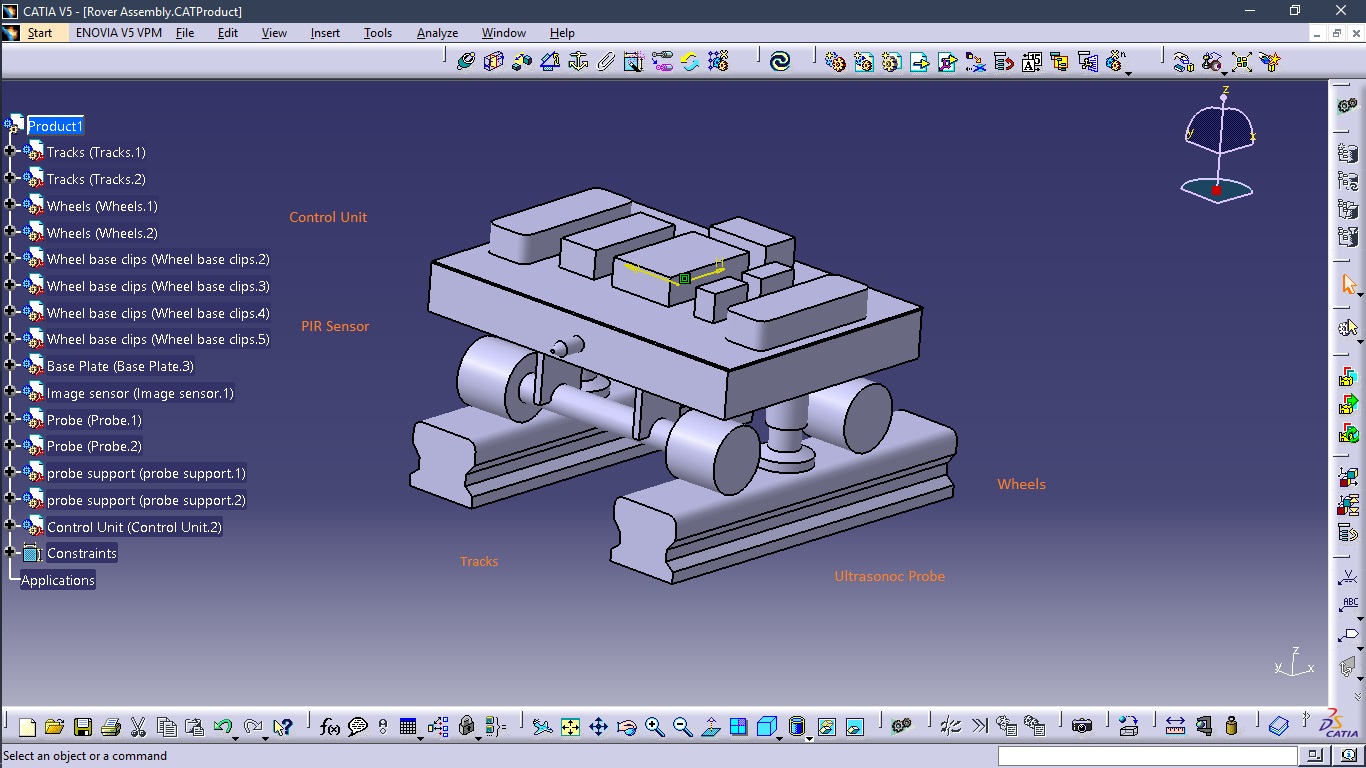 CATIA V5 - [Rover Assembly.CATProduct]
Start ENOVIA V5 VPM File Edit View Insert Tools Analyze Window Help
Product1
Tracks (Tracks.1)
Tracks (Tracks.2)
Wheels (Wheels.1)
Wheels (Wheels.2)
Wheel base clips (Wheel base clips.2)
Wheel base clips (Wheel base clips.3)
Wheel base clips (Wheel base clips.4)
Wheel base clips (Wheel base clips.5)
Base Plate (Base Plate.3)
Image sensor (Image sensor.1)
Probe (Probe.1)
Probe (Probe.2)
probe support (probe support.1)
probe support (probe support.2)
Control Unit (Control Unit.2)
Constraints
Applications
Control Unit
PIR Sensor
Wheels
Tracks
Ultrasonoc Probe
z
y
x
H
z
y x
ABC
f(x)
CATIA
Select an object or a command